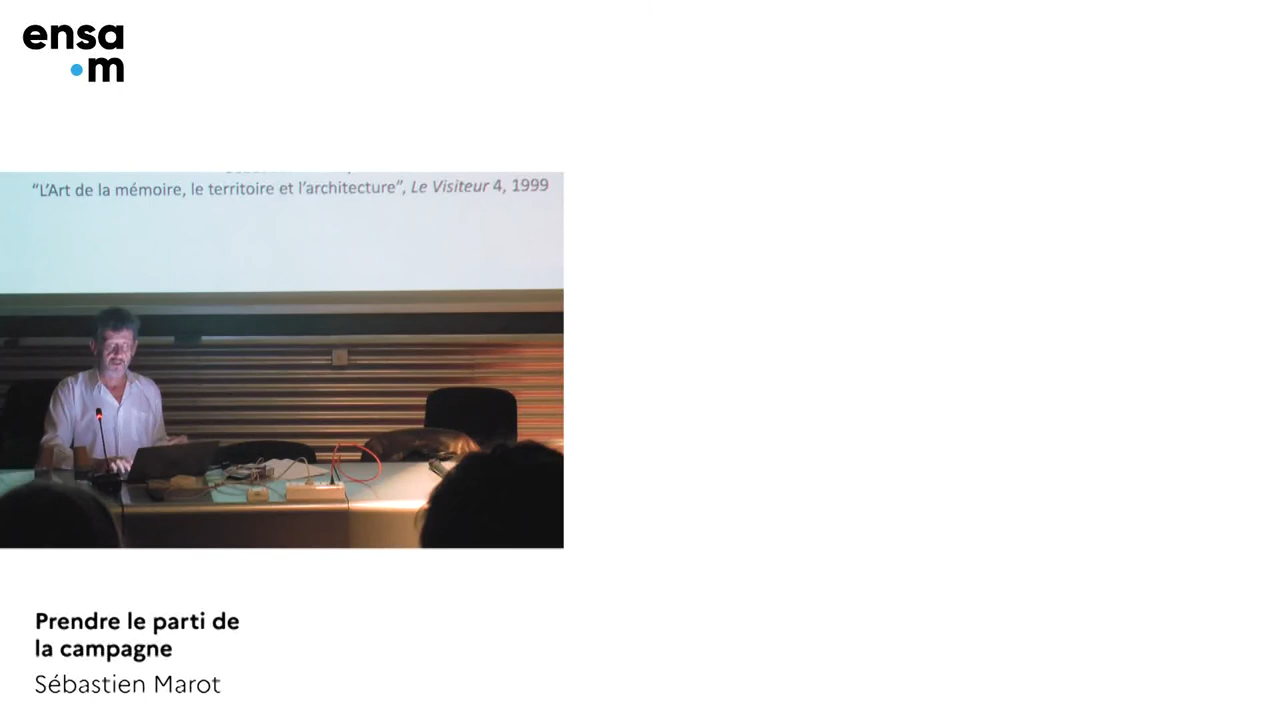 ensa
•m
“L’Art de la mémoire, le territoire et l’architecture”, Le Visiteur 4, 1999
Prendre le parti de
la campagne
Sébastien Marot